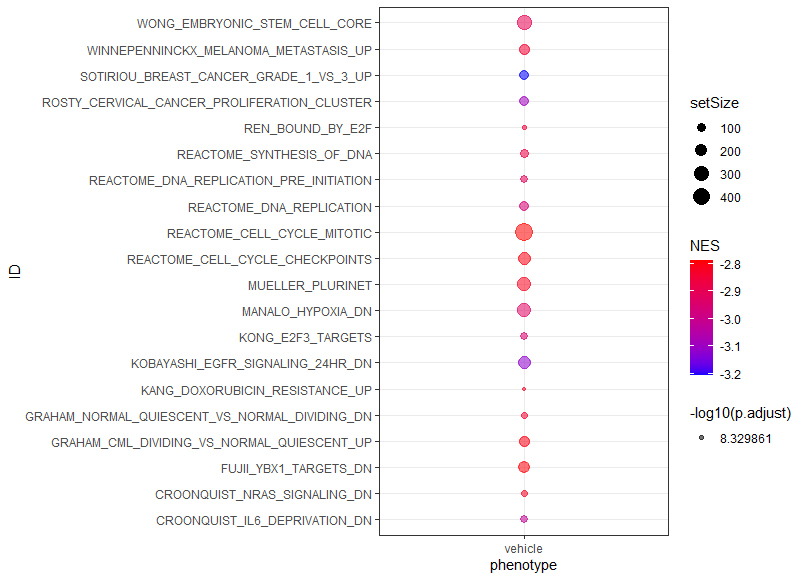 WONG_EMBRYONIC_STEM_CELL_CORE
WINNEPENNINCKX_MELANOMA_METASTASIS_UP
SOTIRIOU_BREAST_CANCER_GRADE_1_VS_3_UP
ROSTY_CERVICAL_CANCER_PROLIFERATION_CLUSTER
REN_BOUND_BY_E2F
REACTOME_SYNTHESIS_OF_DNA
REACTOME_DNA_REPLICATION_PRE_INITIATION
REACTOME_DNA_REPLICATION
REACTOME_CELL_CYCLE_MITOTIC
REACTOME_CELL_CYCLE_CHECKPOINTS
MUELLER_PLURINET
MANALO_HYPOXIA_DN
KONG_E2F3_TARGETS
KOBAYASHI_EGFR_SIGNALING_24HR_DN
KANG_DOXORUBICIN_RESISTANCE_UP
GRAHAM_NORMAL_QUIESCENT_VS_NORMAL_DIVIDING_DN
GRAHAM_CML_DIVIDING_VS_NORMAL_QUIESCENT_UP
FUJII_YBX1_TARGETS_DN
CROONQUIST_NRAS_SIGNALING_DN
CROONQUIST_IL6_DEPRIVATION_DN
ID
vehicle
phenotype
setSize
100
200
300
400
NES
-2.8
-2.9
-3.0
-3.1
-3.2
-log10(p.adjust)
8.329861